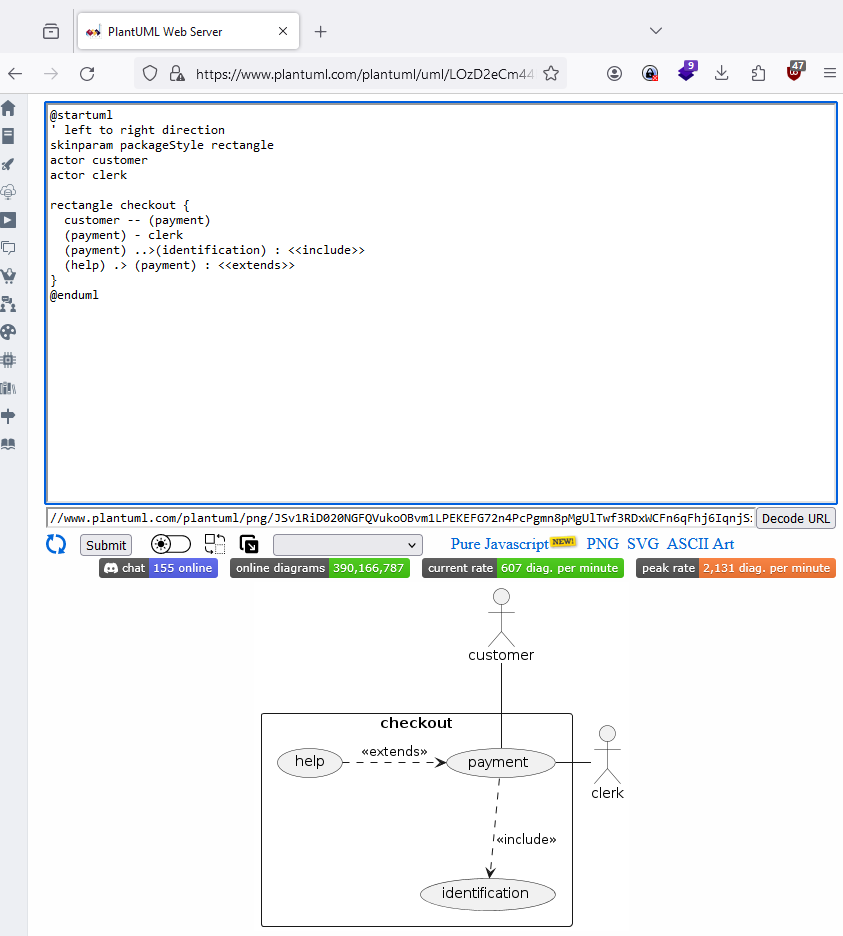 PlantUML Web Server
https://www.plantuml.com/plantuml/uml/LOzD2eCm44
9
47
@startuml
' left to right direction
skinparam packageStyle rectangle
actor customer
actor clerk
rectangle checkout {
customer -- (payment)
(payment) - clerk
(payment) ..>(identification) : <<include>>
(help) .> (payment) : <<extends>>
}
@enduml
//www.plantuml.com/plantuml/png/JSv1RiD020NGFQVukoOBvm1LPEKEFG72n4PcPgmn8pMgUlTwf3RDxWCFn6qFhj6IqnjS:
Decode URL
Submit
Pure Javascript NEW! PNG SVG ASCII Art
chat 155 online
online diagrams 390,166,787
current rate 607 diag. per minute
peak rate 2,131 diag. per minute
customer
checkout
help
«extends»
payment
clerk
«include»
identification